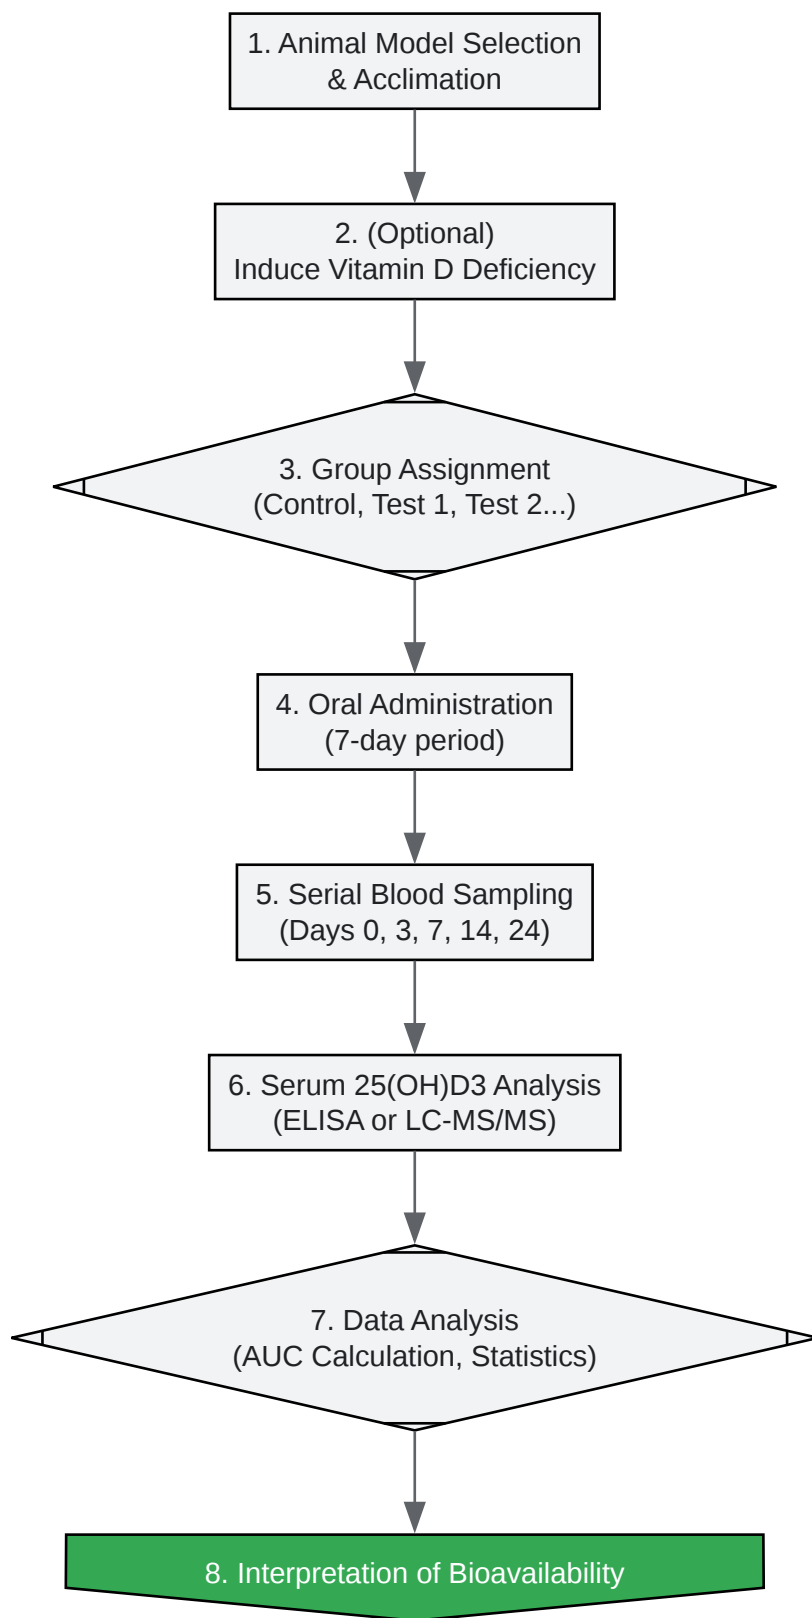 1. Animal Model Selection
& Acclimation
2. (Optional)
Induce Vitamin D Deficiency
3. Group Assignment
(Control, Test 1, Test 2...)
4. Oral Administration
(7-day period)
5. Serial Blood Sampling
(Days 0, 3, 7, 14, 24)
6. Serum 25(OH)D3 Analysis
(ELISA or LC-MS/MS)
7. Data Analysis
(AUC Calculation, Statistics)
8. Interpretation of Bioavailability